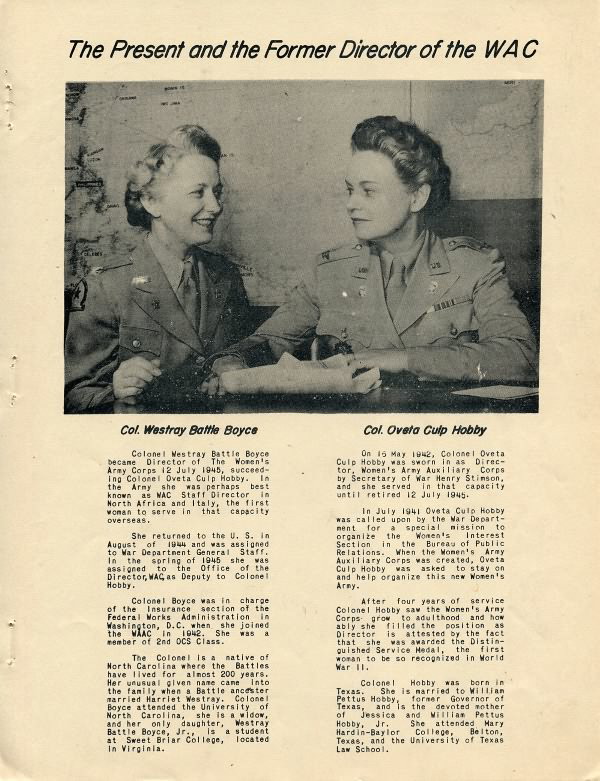 The Present and the Former Director of the WAC
Col. Westray Battle Boyce
Colonel Westray Battle Boyce
became Director of The Women's
Army Corps 12 July 1945, succeed-
ing Colonel Oveta Culp Hobby. In
the Army she was perhaps best
known as WAC Staff Director in
North Africa and Italy, the first
woman to serve in that capacity
overseas.
She returned to the U. S. in
August of 1944 and was assigned
to War Department General Staff.
In the spring of 1945 she was
assigned to the Office of the
Director,WAC,as Deputy to Colonel
Hobby.
Colonel Boyce was in charge
of the Insurance section of the
Federal Works Administration in
Washington, D.C. when she joined
the WAAC in 1942. She was a
member of 2nd OCS Class.
The Colonel is a native of
North Carolina where the Battles
have lived for almost 200 years.
Her unusual given name came into
the family when a Battle ancester
married Harriet Westray. Colonel
Boyce attended the University of
North Carolina, she is a widow,
and her only daughter, Westray
Battle Boyce, Jr., is a student
at Sweet Briar College, located
in Virginia.
Col. Oveta Culp Hobby
On 16 May 1942, Colonel Oveta
Culp Hobby was sworn in as Direc-
tor, Women's Army Auxiliary Corps
by Secretary of War Henry Stimson,
and she served in that capacity
until retired 12 July 1945.
In July 1941 Oveta Culp Hobby
was called upon by the War Depart-
ment for a special mission to
organize the Women's Interest
Section in the Bureau of Public
Relations. When the Women's Army
Auxiliary Corps was created, Oveta
Culp Hobby was asked to stay on
and help organize this new Women's
Army.
After four years of service
Colonel Hobby saw the Women's Army
Corps grow to adulthood and how
ably she filled the position as
Director is attested by the fact
that she was awarded the Distin-
guished Service Medal, the first
woman to be so recognized in World
War II.
Colonel Hobby was born in
Texas. She is married to William
Pettus Hobby, former Governor of
Texas, and is the devoted mother
of Jessica and William Pettus
Hobby, Jr. She attended Mary
Hardin-Baylor College, Belton,
Texas, and the University of Texas
Law School.